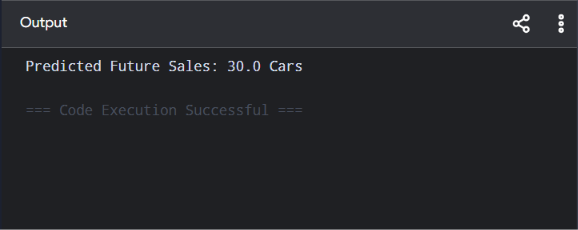 Output
Predicted Future Sales: 30.0 Cars
=== Code Execution Successful ===